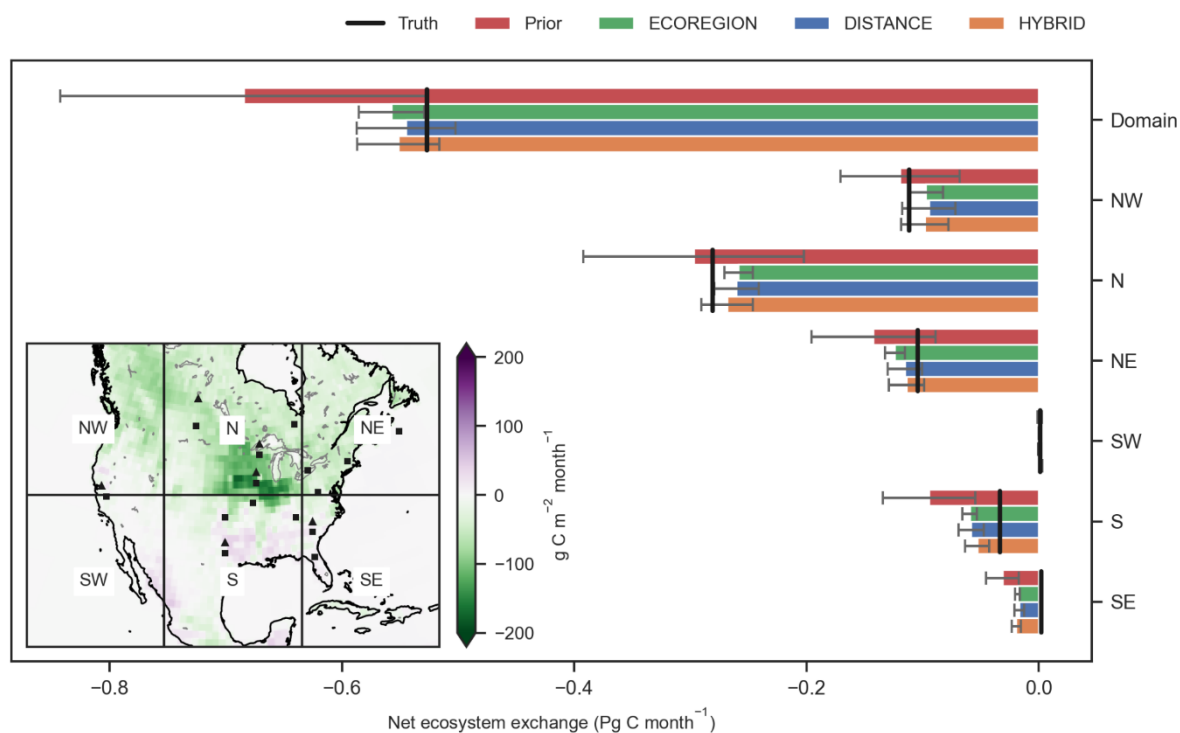 Truth Prior ECOREGION DISTANCE HYBRID
Domain
NW
N
NE
SW
S
SE
NW N NE
SW S SE
200
100
0
−100
−200
g C m⁻² month⁻¹
−0.8 −0.6 −0.4 −0.2 0.0
Net ecosystem exchange (Pg C month⁻¹)